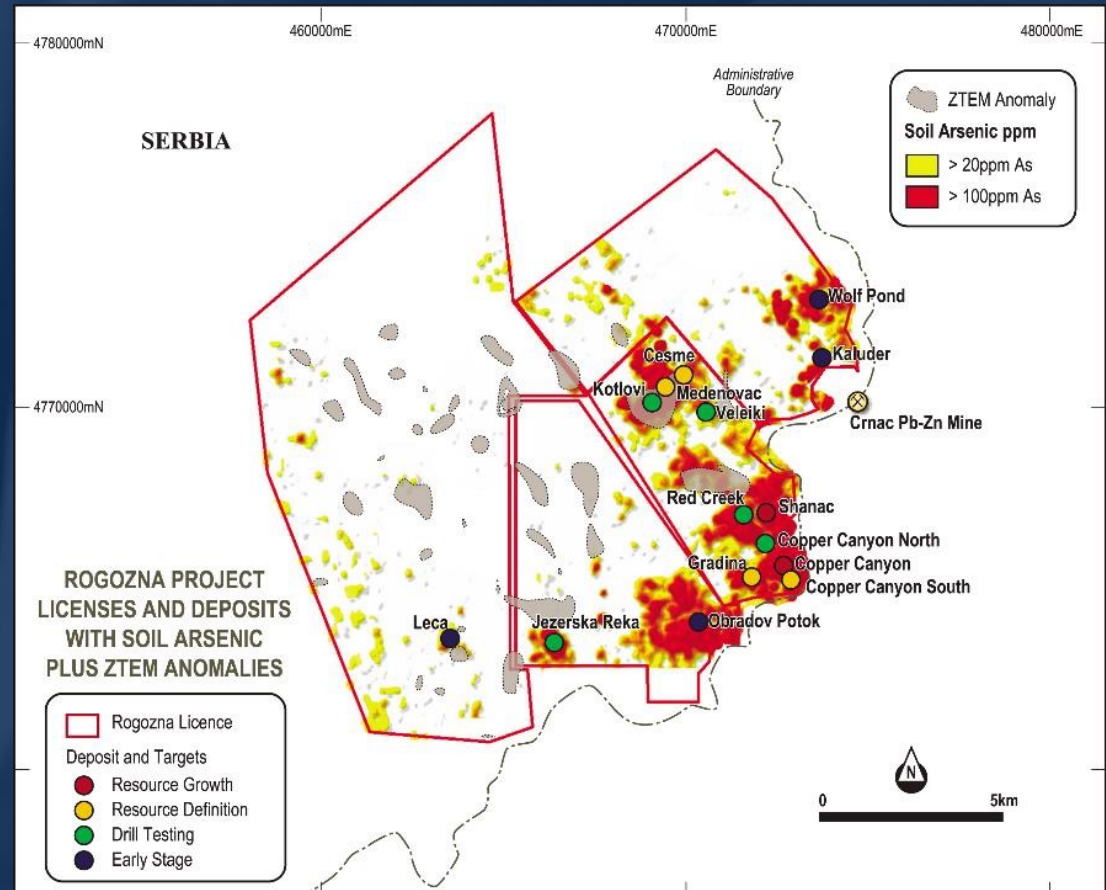 460000mE
470000mE
480000mE
4780000mN
4770000mN
Administrative
Boundary
SERBIA
ZTEM Anomaly
Soil Arsenic ppm
> 20ppm As
> 100ppm As
Wolf Pond
Kaluder
Cesme
Kotlovi
Medenovac
Veleiki
Crnac Pb-Zn Mine
Red Creek
Shanac
Copper Canyon North
Gradina
Copper Canyon
Copper Canyon South
Leca
Jezerska Reka
Obradov Potok
ROGOZNA PROJECT
LICENSES AND DEPOSITS
WITH SOIL ARSENIC
PLUS ZTEM ANOMALIES
Rogozna Licence
Deposit and Targets
Resource Growth
Resource Definition
Drill Testing
Early Stage
N
0 5km